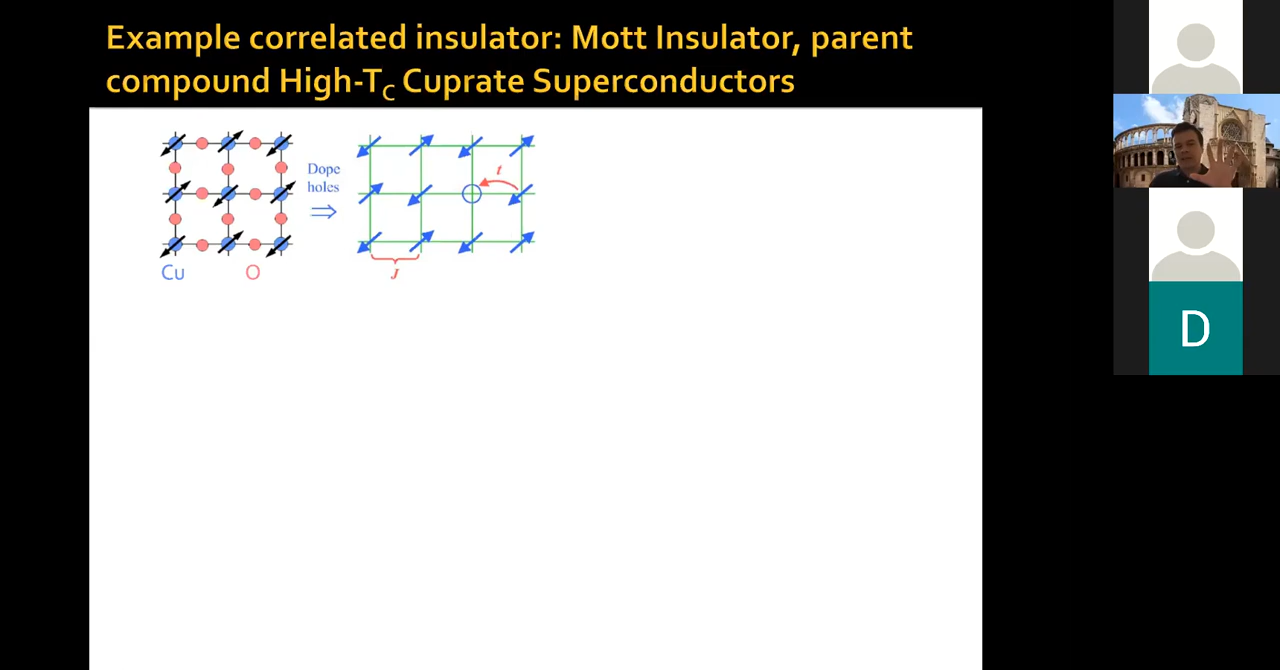 Example correlated insulator: Mott Insulator, parent
compound High-TC Cuprate Superconductors
Dope
holes
⇒
t
J
Cu
O
D